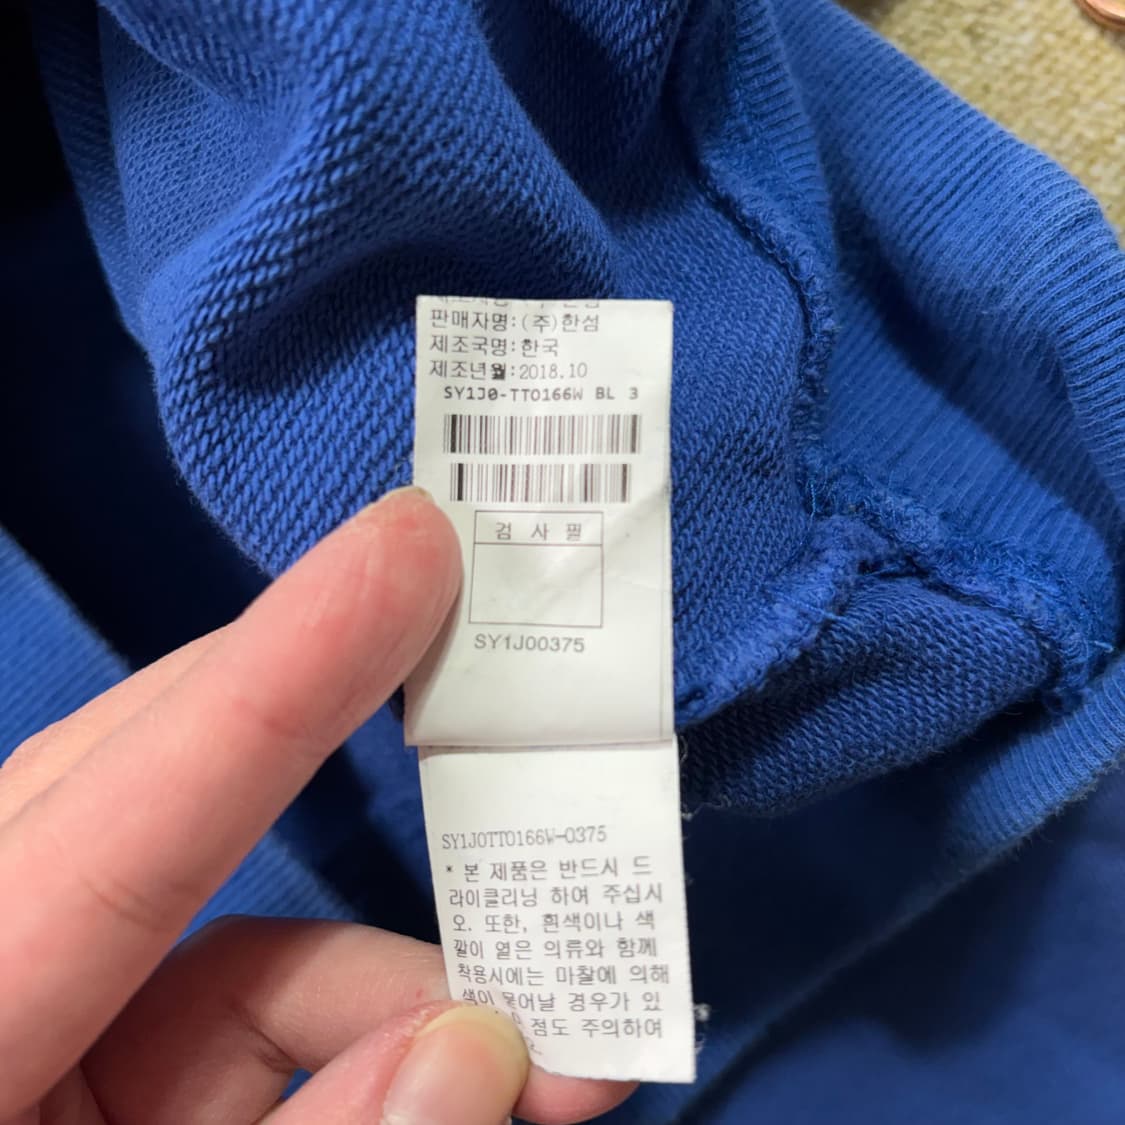 판매자명:(주)한섬
제조국명:한국
제조년월:2018.10
SY1J0-TTO166W BL 3
검 사 필
SY1J00375
SY1J0TTO166W-0375
* 본 제품은 반드시 드
라이클리닝 하여 주십시
오. 또한, 흰색이나 색
깔이 옅은 의류와 함께
착용시에는 마찰에 의해
색이 묻어날 경우가 있
점도 주의하여